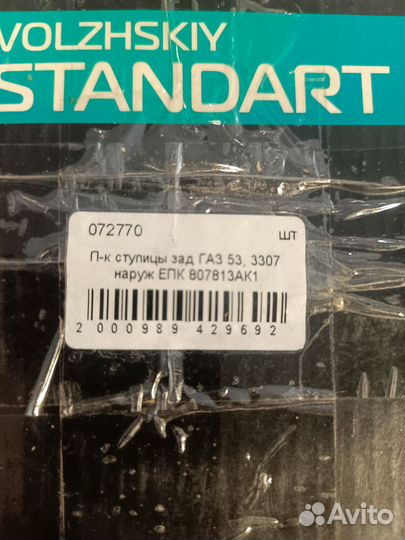 VOLZHSKIY
STANDART
072770 шт
П-к ступицы зад ГАЗ 53, 3307
наруж ЕПК 807813АК1
2 000989 429692
Avito